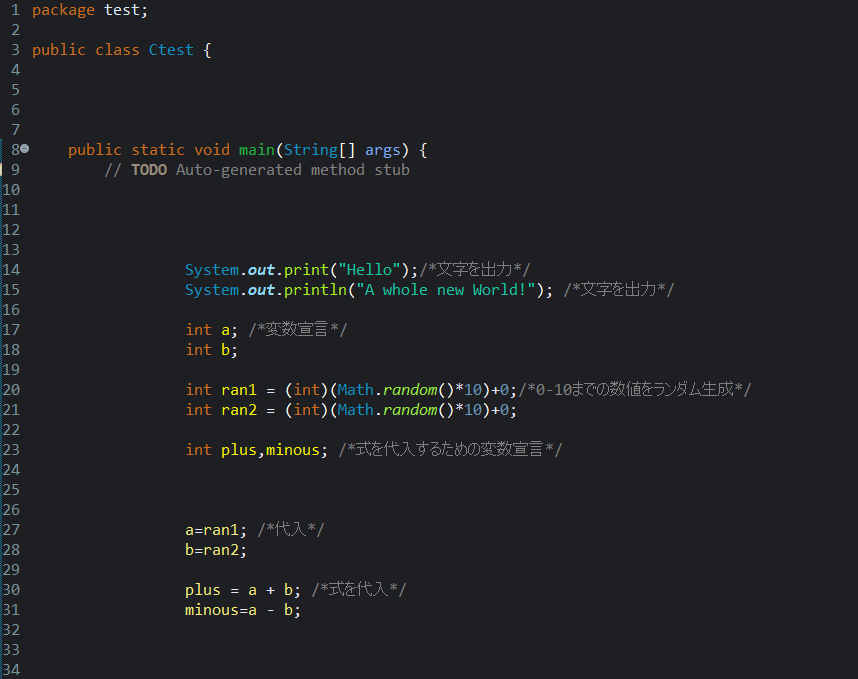 1 package test;
2
3 public class Ctest {
4
5
6
7
8 public static void main(String[] args) {
9 // TODO Auto-generated method stub
10
11
12
13
14 System.out.print("Hello");/*文字を出力*/
15 System.out.println("A whole new World!"); /*文字を出力*/
16
17 int a; /*変数宣言*/
18 int b;
19
20 int ran1 = (int)(Math.random()*10)+0;/*0-10までの数値をランダム生成*/
21 int ran2 = (int)(Math.random()*10)+0;
22
23 int plus,minous; /*式を代入するための変数宣言*/
24
25
26
27 a=ran1; /*代入*/
28 b=ran2;
29
30 plus = a + b; /*式を代入*/
31 minous=a - b;
32
33
34